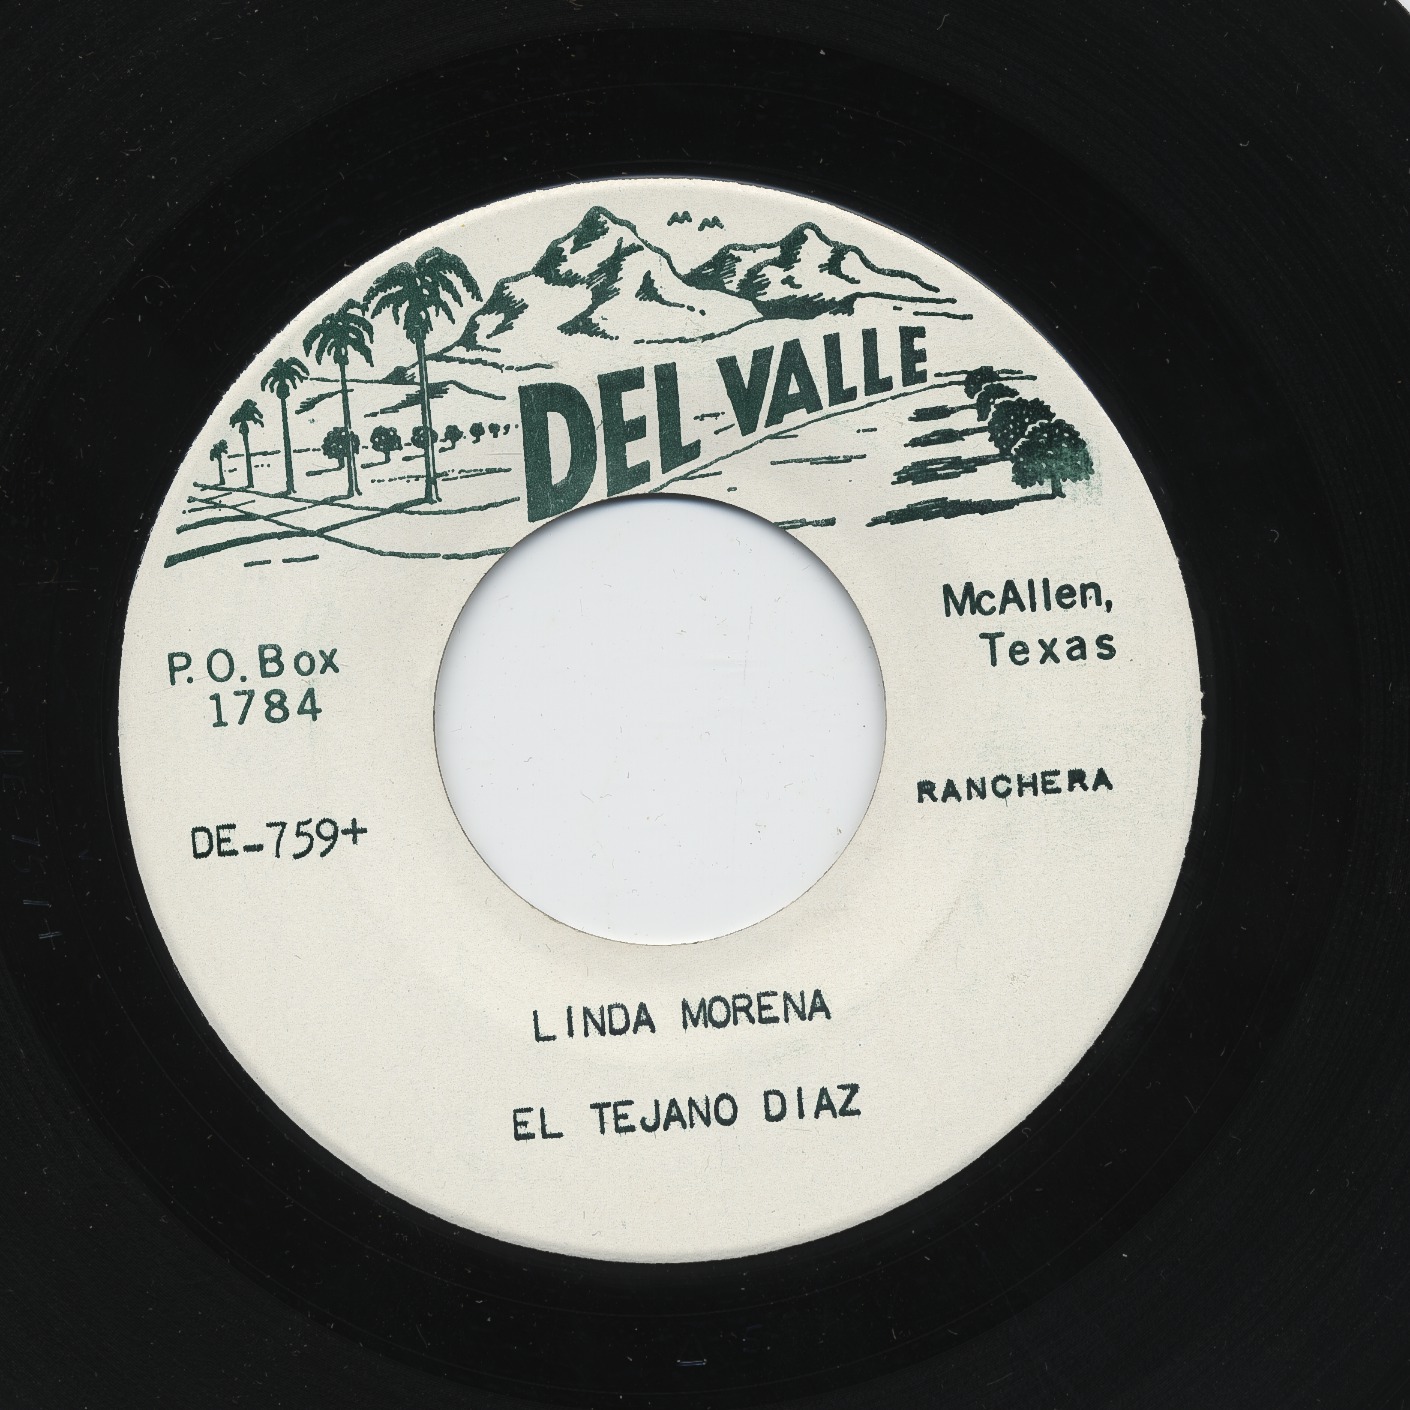 DEL VALLE
McAllen,
Texas
P.O. Box
1784
RANCHERA
DE-759+
LINDA MORENA
EL TEJANO DIAZ